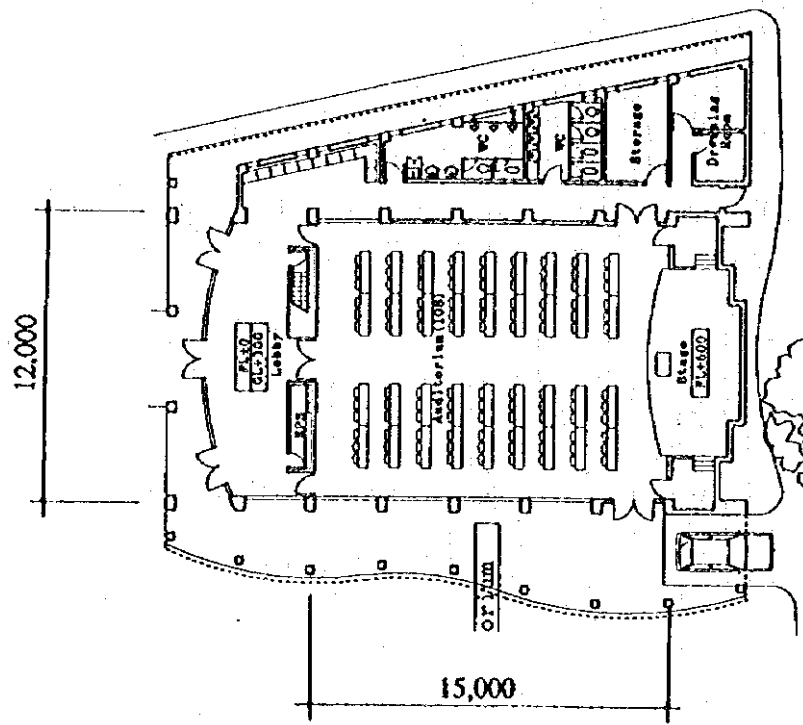 WC
WC
Storage
Dressing
Room
12,000
FL±0
GL+300
Lobby
EPS
Auditorium (108)
Stage
FL+600
orium
15,000